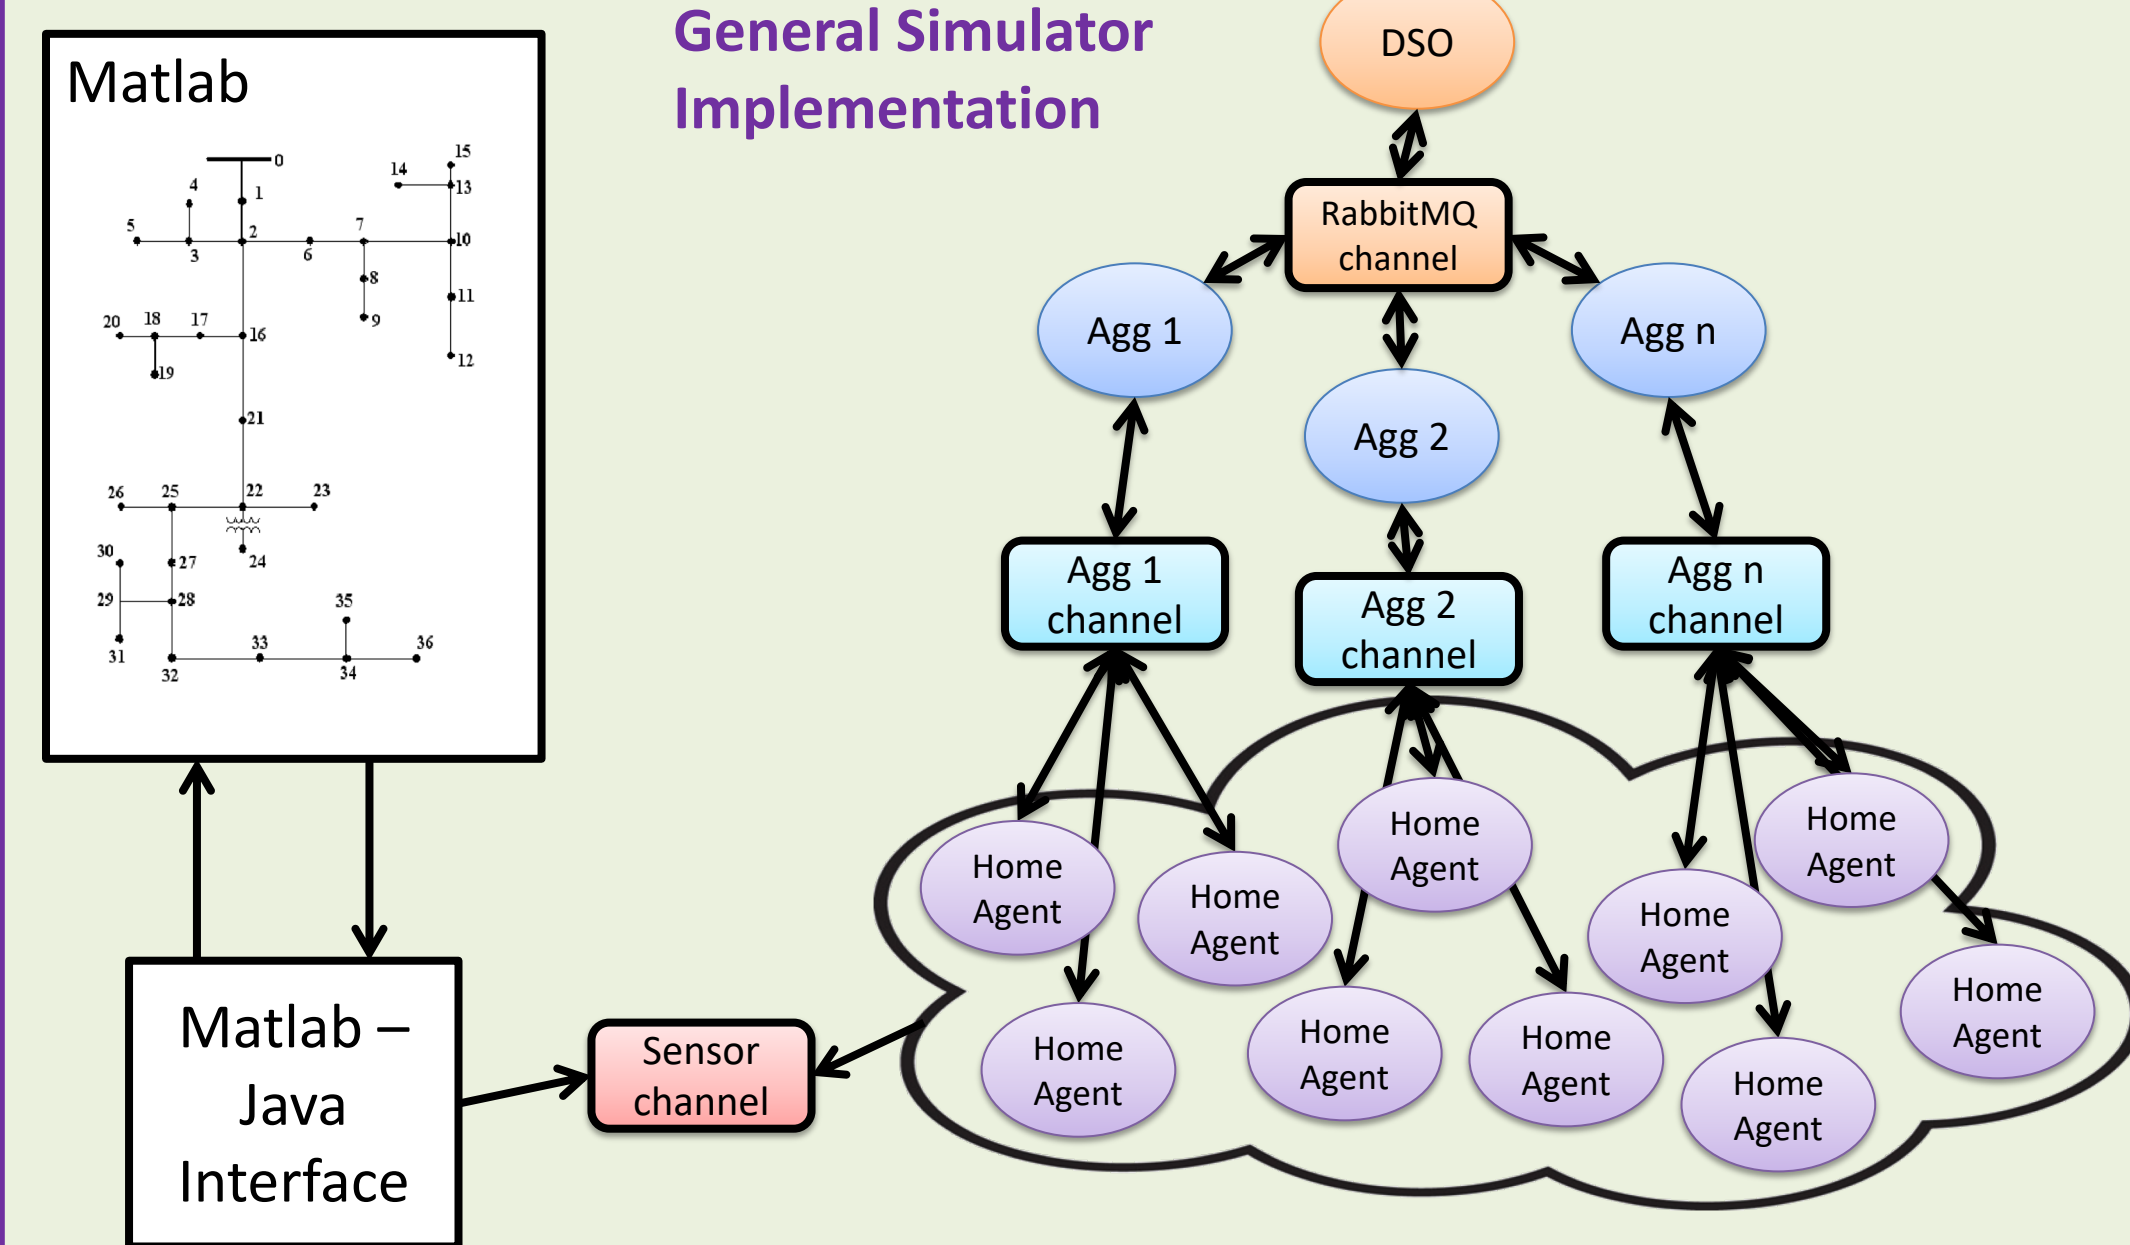 General Simulator
Implementation
Matlab
0
1
2
3
4
5
6
7
8
9
10
11
12
13
14
15
16
17
18
19
20
21
22
23
24
25
26
27
28
29
30
31
32
33
34
35
36
Matlab –
Java
Interface
Sensor
channel
DSO
RabbitMQ
channel
Agg 1
Agg 2
Agg n
Agg 1
channel
Agg 2
channel
Agg n
channel
Home
Agent
Home
Agent
Home
Agent
Home
Agent
Home
Agent
Home
Agent
Home
Agent
Home
Agent
Home
Agent
Home
Agent